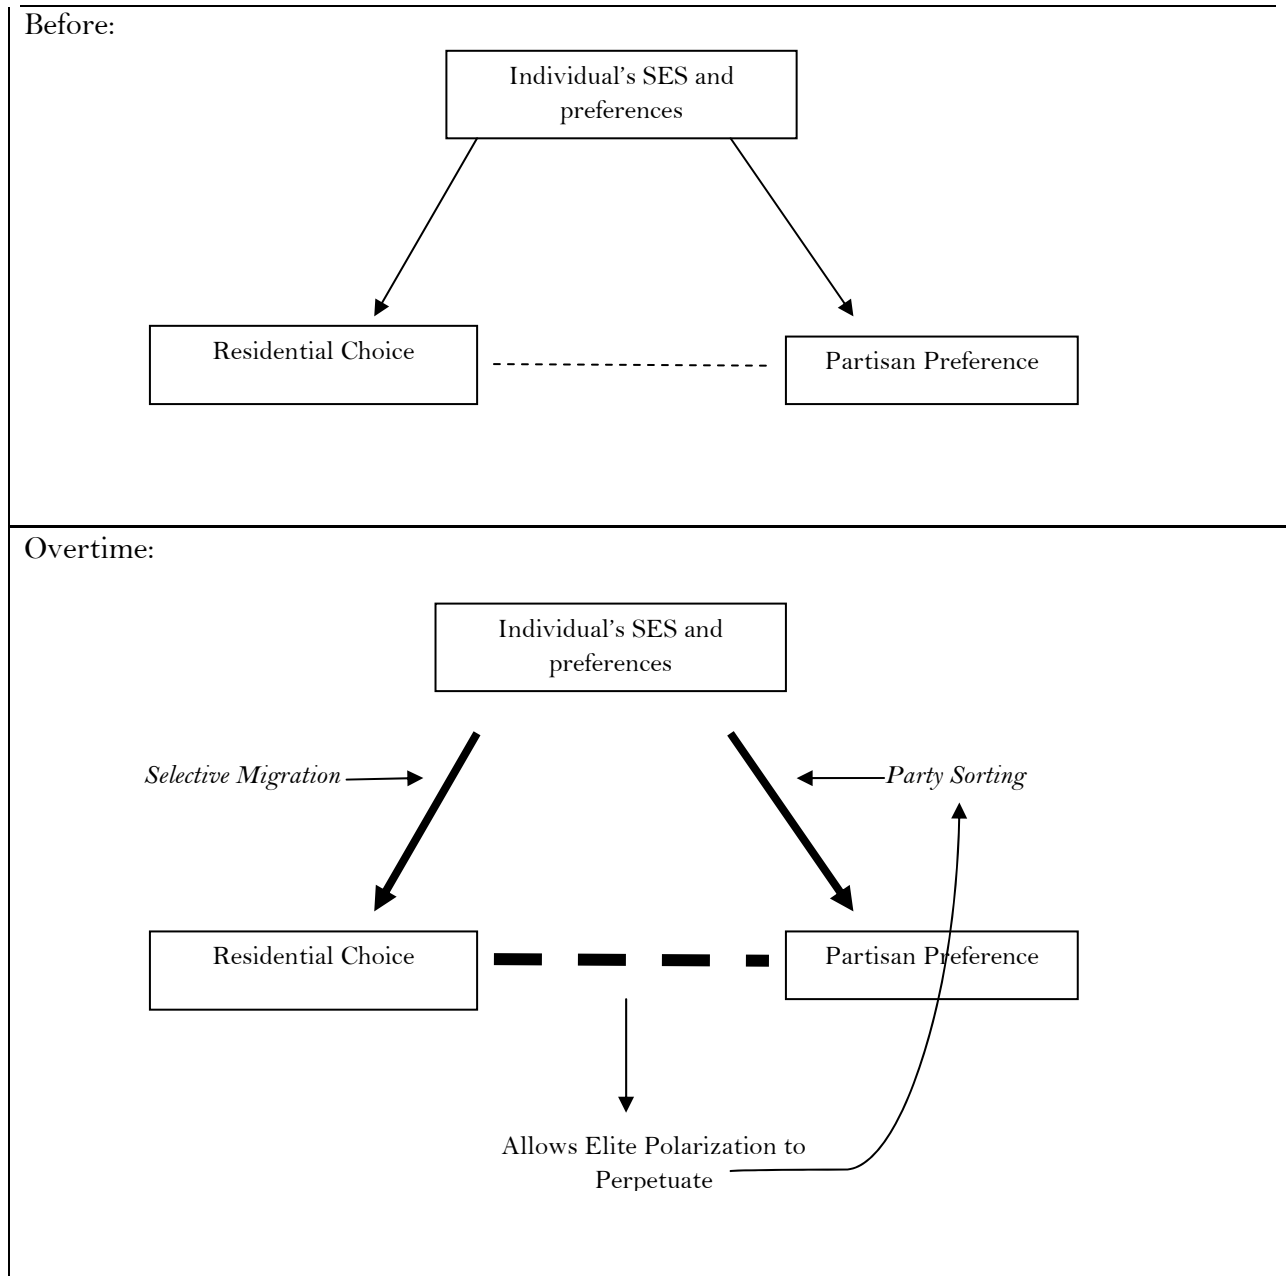 Before:
Individual's SES and
preferences
Residential Choice
Partisan Preference
Overtime:
Individual's SES and
preferences
Selective Migration
Party Sorting
Residential Choice
Partisan Preference
Allows Elite Polarization to
Perpetuate